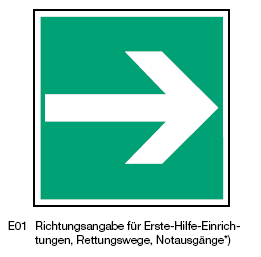 E01 Richtungsangabe für Erste-Hilfe-Einrich-
tungen, Rettungswege, Notausgänge*)